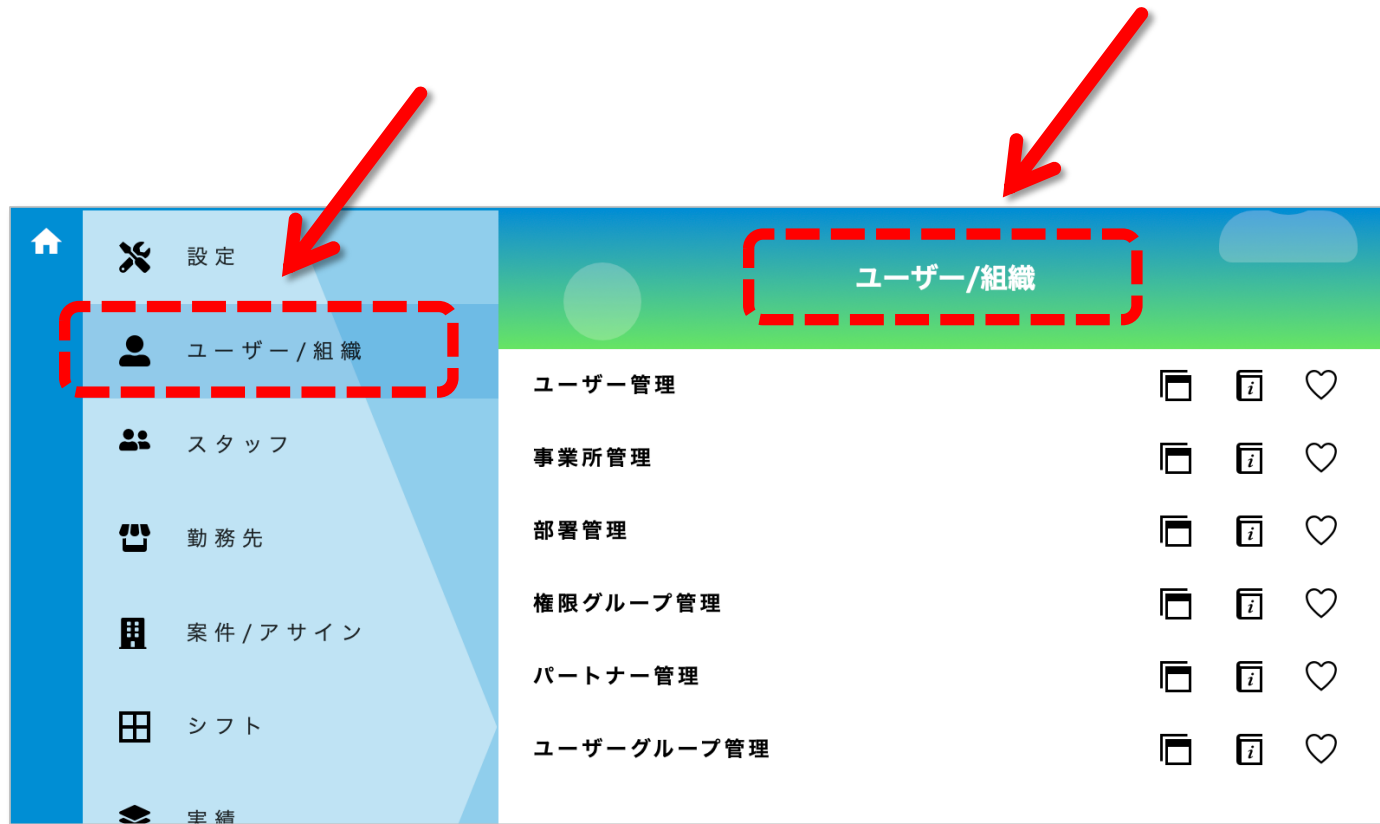 設定
ユーザー/組織
スタッフ
勤務先
案件/アサイン
シフト
実績
ユーザー/組織
ユーザー管理
事業所管理
部署管理
権限グループ管理
パートナー管理
ユーザーグループ管理